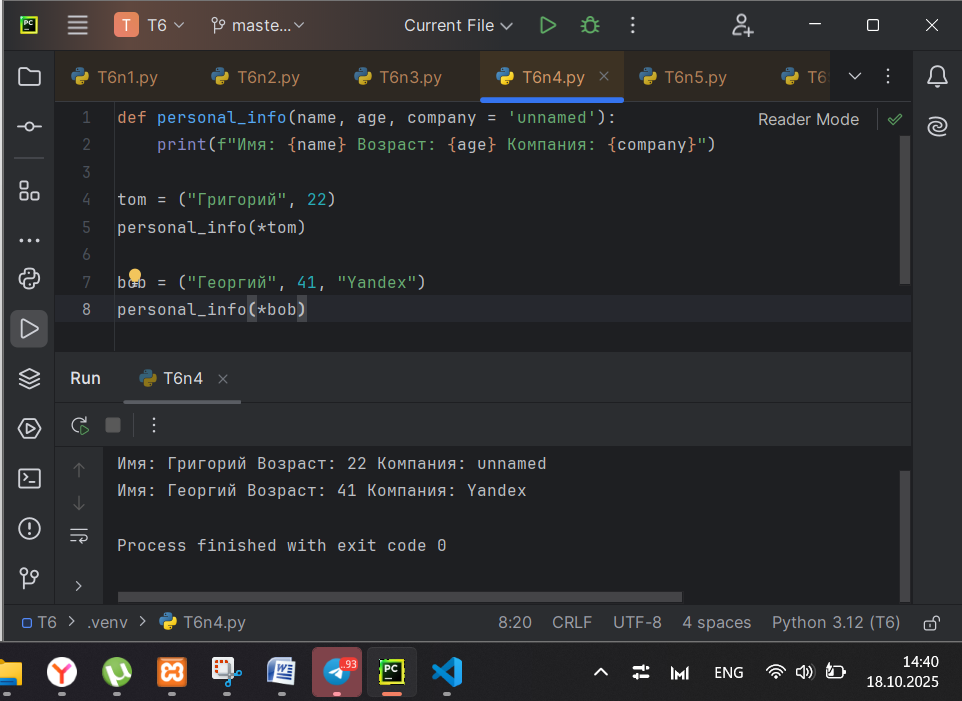 PC T T6 maste... Current File
T6n1.py T6n2.py T6n3.py T6n4.py T6n5.py T6
1 def personal_info(name, age, company = 'unnamed'): Reader Mode
2 print(f"Имя: {name} Возраст: {age} Компания: {company}")
3
4 tom = ("Григорий", 22)
5 personal_info(*tom)
6
7 bob = ("Георгий", 41, "Yandex")
8 personal_info(*bob)
Run T6n4
Имя: Григорий Возраст: 22 Компания: unnamed
Имя: Георгий Возраст: 41 Компания: Yandex
Process finished with exit code 0
T6 > .venv > T6n4.py 8:20 CRLF UTF-8 4 spaces Python 3.12 (T6)
..93 PC ENG 14:40
18.10.2025